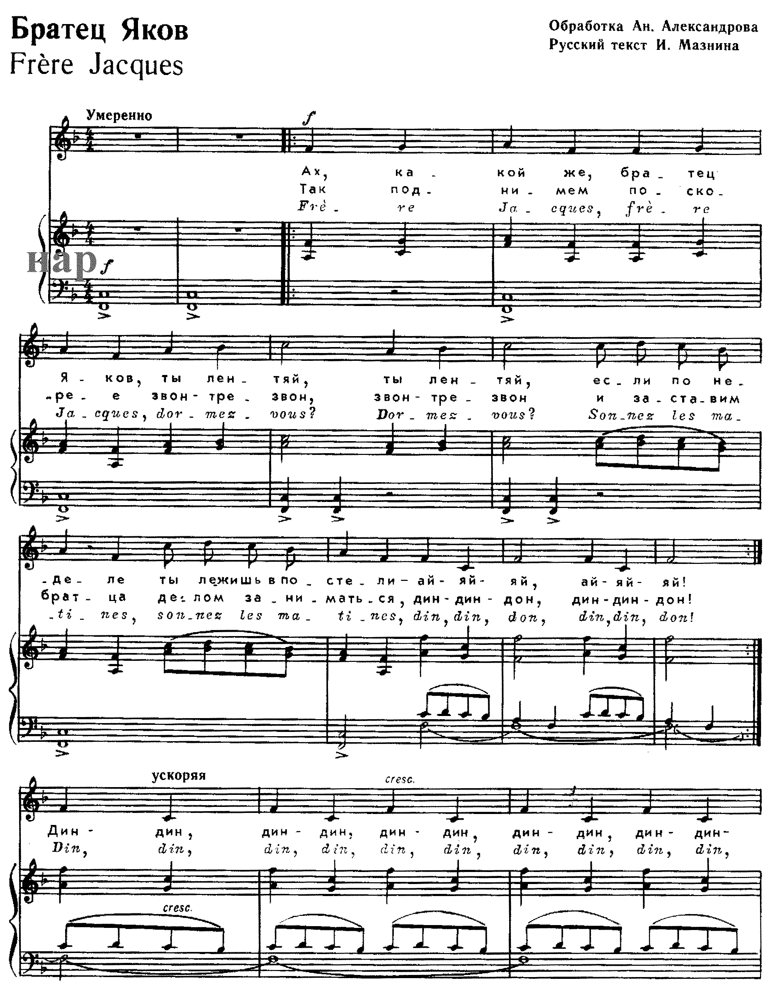 Братец Яков
Frère Jacques
Обработка Ан. Александрова
Русский текст И. Мазнина
Умеренно
f
Ах, ка - кой же, бра - тец
Так под - ни - мем по - ско -
Frè - re Ja - cques, frè - re
нар
f
Я - ков, ты лен - тяй, ты лен - тяй, ес - ли по не -
- ре - е звон - тре - звон, звон - тре - звон и за - ста - вим
Ja - cques, dor - mez - vous? Dor - mez - vous? Son - nez les ma -
- де - ле ты лежишь в по - сте - ли - ай - яй - яй, ай - яй - яй!
брат - ца де - лом за - ни - мать - ся, дин - дин - дон, дин - дин - дон!
- ti - nes, son - nez les ma - ti - nes, din, din, don, din, din, don!
ускоряя
cresc.
Дин - дин, дин - дин, дин - дин, дин - дин, дин - дин -
Din, din, din, din, din, din, din, din, din, din,
cresc.